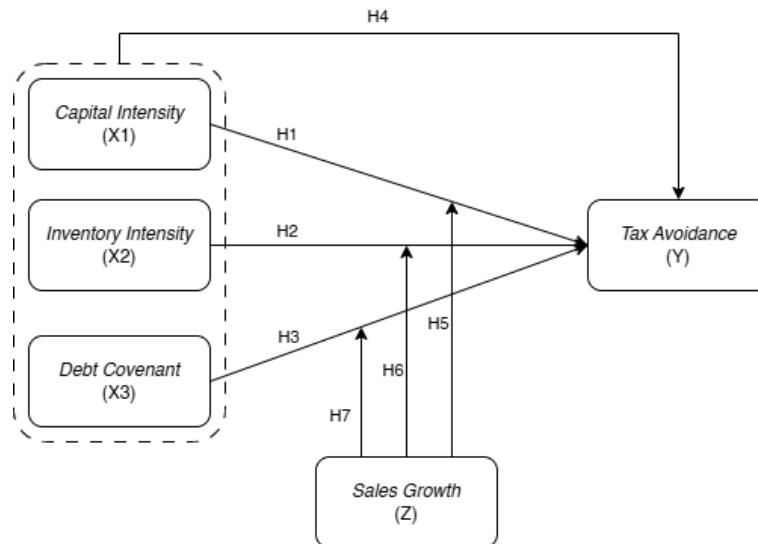 H4
Capital Intensity
(X1)
H1
Inventory Intensity
(X2)
H2
Tax Avoidance
(Y)
Debt Covenant
(X3)
H3
H5
H6
H7
Sales Growth
(Z)